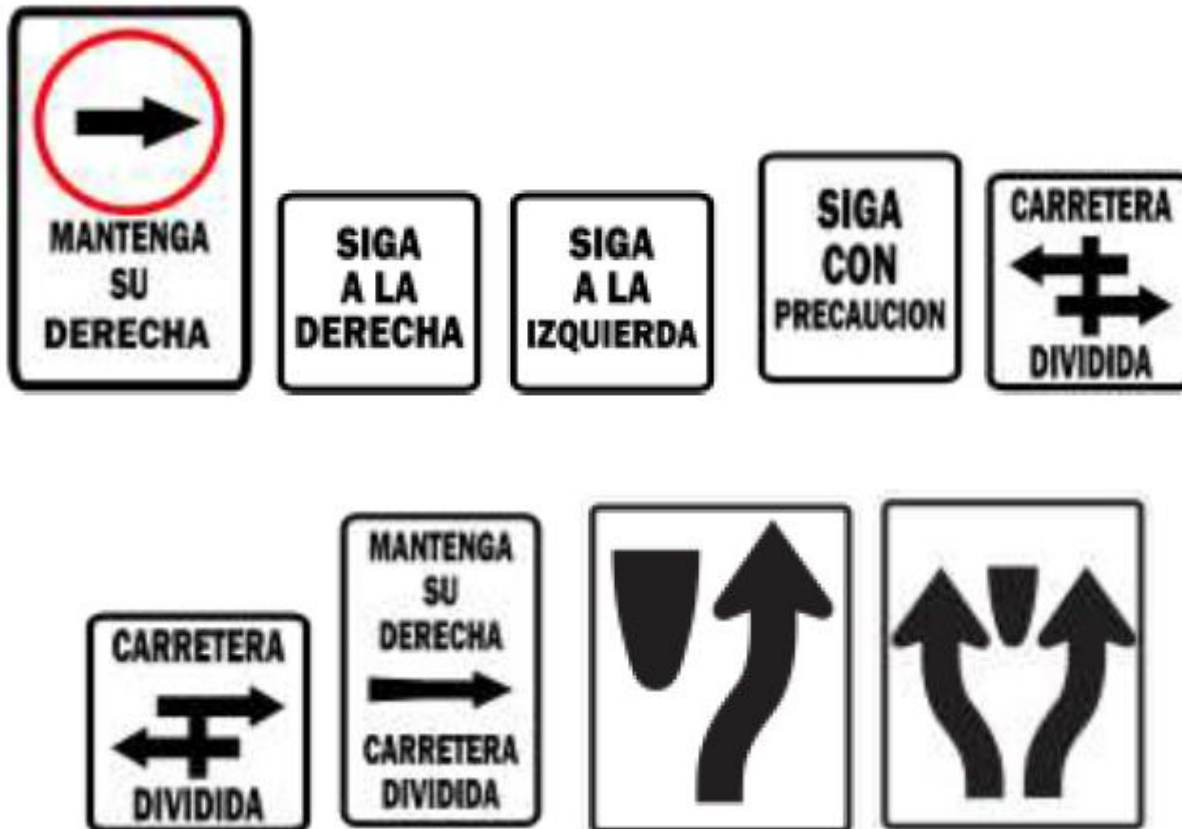 MANTENGA
SU
DERECHA
SIGA
A LA
DERECHA
SIGA
A LA
IZQUIERDA
SIGA
CON
PRECAUCION
CARRETERA
DIVIDIDA
CARRETERA
DIVIDIDA
MANTENGA
SU
DERECHA
CARRETERA
DIVIDIDA